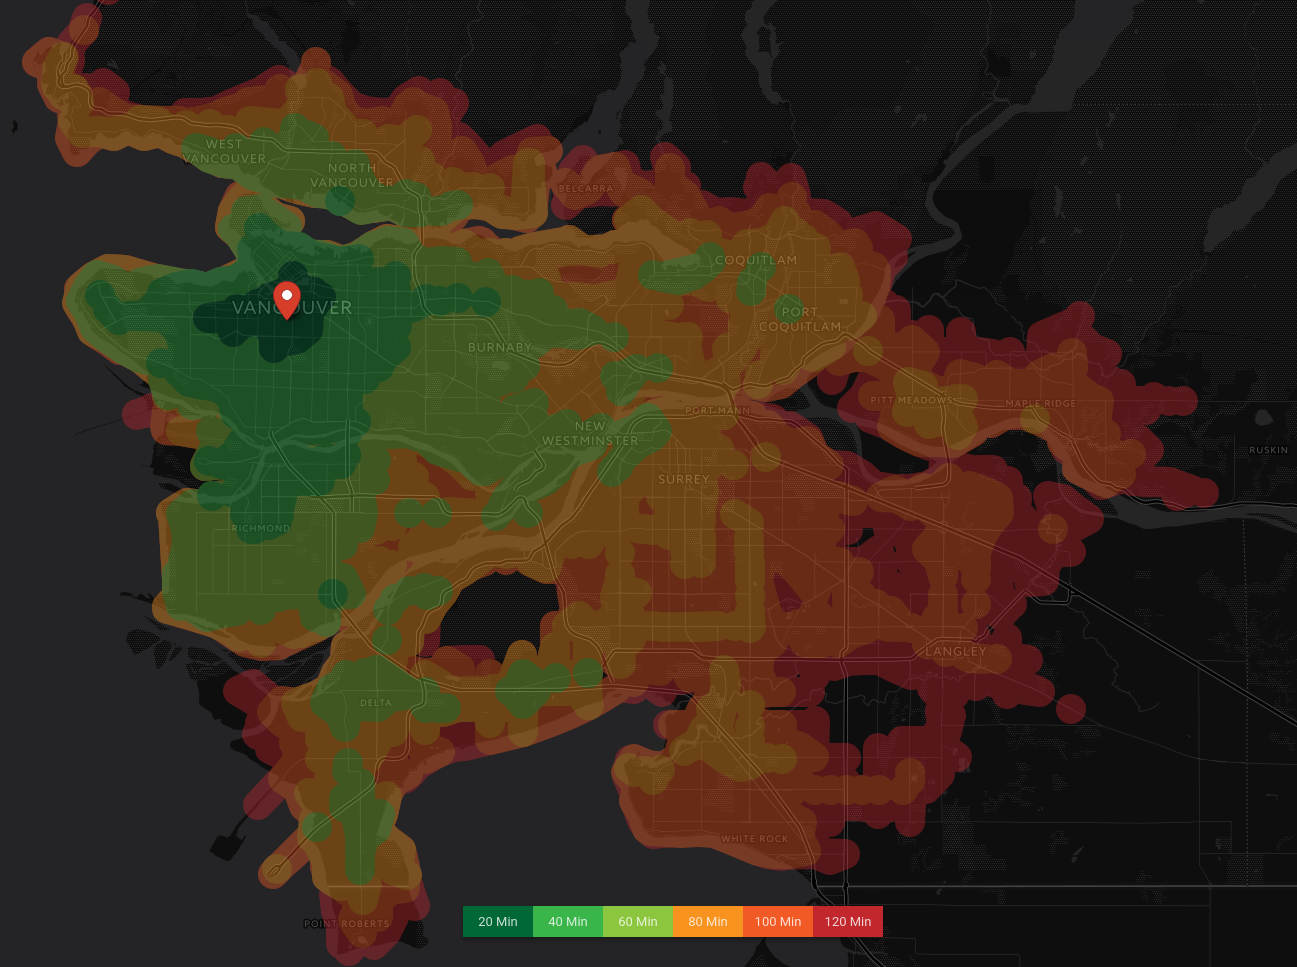 WEST
VANCOUVER
NORTH
VANCOUVER
BELCARRA
COQUITLAM
VANCOUVER
PORT
COQUITLAM
BURNABY
PITT MEADOWS
MAPLE RIDGE
PORT MANN
NEW
WESTMINSTER
RUSKIN
SURREY
RICHMOND
LANGLEY
DELTA
WHITE ROCK
POINT ROBERTS
20 Min 40 Min 60 Min 80 Min 100 Min 120 Min